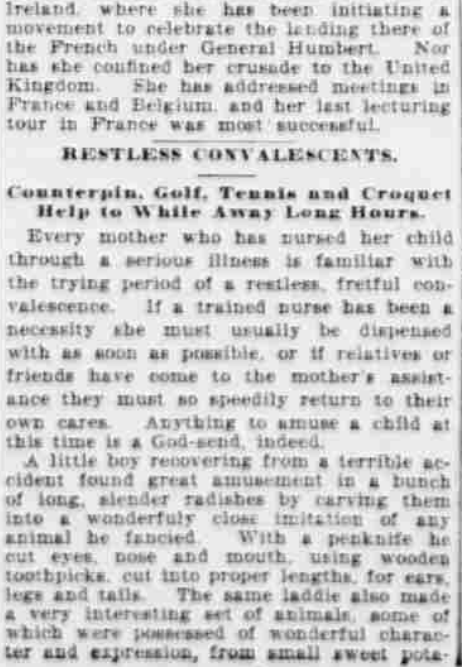 Ireland, where she has been initiating a
movement to celebrate the landing there of
the French under General Humbert. Nor
has she confined her crusade to the United
Kingdom. She has addressed meetings in
France and Belgium, and her last lecturing
tour in France was most successful.
RESTLESS CONVALESCENTS.
Counterpin, Golf, Tennis and Croquet
Help to While Away Long Hours.
Every mother who has nursed her child
through a serious illness is familiar with
the trying period of a restless, fretful con-
valescence. If a trained nurse has been a
necessity she must usually be dispensed
with as soon as possible, or if relatives or
friends have come to the mother's assist-
ance they must so speedily return to their
own cares. Anything to amuse a child at
this time is a God-send, indeed.
A little boy recovering from a terrible ac-
cident found great amusement in a bunch
of long, slender radishes by carving them
into a wonderfuly close imitation of any
animal he fancied. With a penknife he
cut eyes, nose and mouth, using wooden
toothpicks, cut into proper lengths, for ears,
legs and tails. The same laddie also made
a very interesting set of animals, some of
which were possessed of wonderful charac-
ter and expression, from small sweet pota-